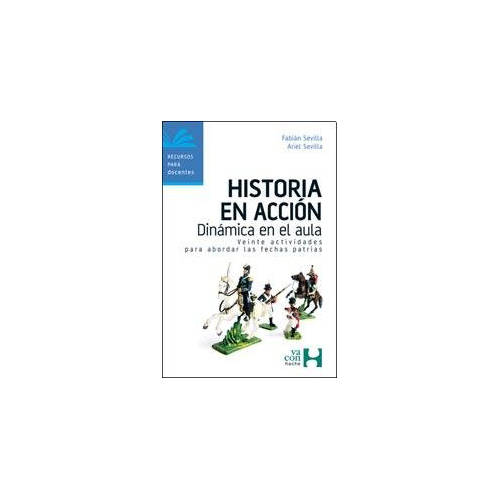 Fabián Sevilla
Ariel Sevilla
RECURSOS
PARA
docentes
HISTORIA
EN ACCIÓN
Dinámica en el aula
Veinte actividades
para abordar las fechas patrias
va
con
hache
H